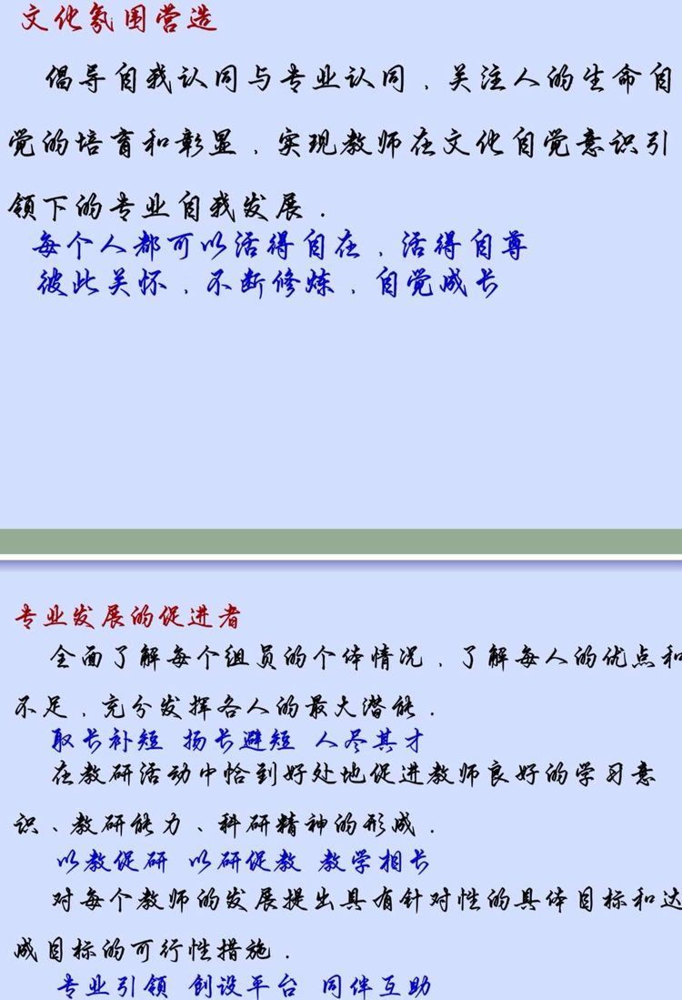 文化氛围营造
倡导自我认同与专业认同，关注人的生命自
觉的培育和彰显，实现教师在文化自觉意识引
领下的专业自我发展．
每个人都可以活得自在，活得自尊
彼此关怀，不断修炼，自觉成长
专业发展的促进者
全面了解每个组员的个体情况，了解每人的优点和
不足，充分发挥各人的最大潜能．
取长补短 扬长避短 人尽其才
在教研活动中恰到好处地促进教师良好的学习意
识、教研能力、科研精神的形成．
以教促研 以研促教 教学相长
对每个教师的发展提出具有针对性的具体目标和达
成目标的可行性措施．
专业引领 创设平台 同伴互助